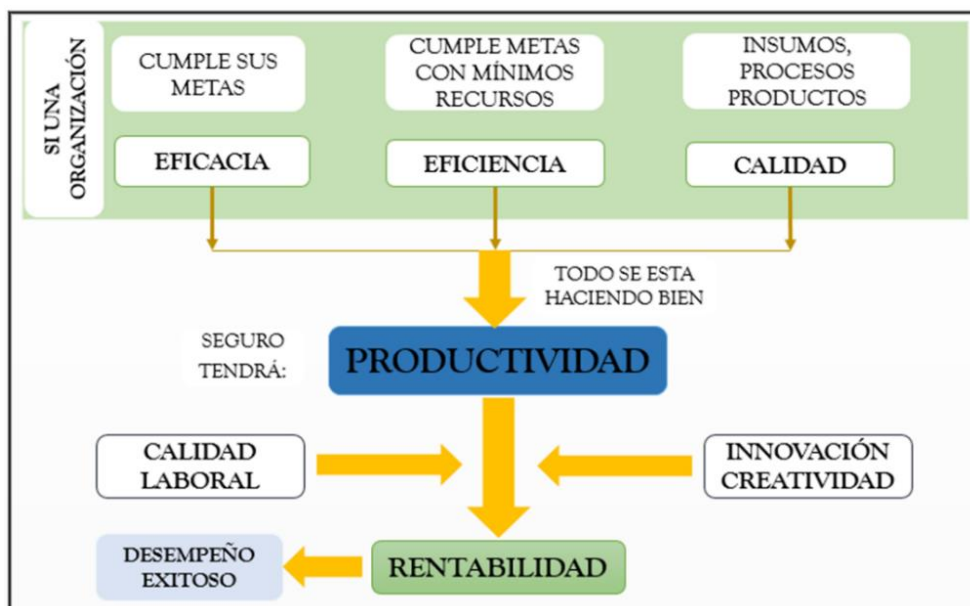 SI UNA
ORGANIZACIÓN
CUMPLE SUS
METAS
CUMPLE METAS
CON MÍNIMOS
RECURSOS
INSUMOS,
PROCESOS
PRODUCTOS
EFICACIA
EFICIENCIA
CALIDAD
TODO SE ESTA
HACIENDO BIEN
SEGURO
TENDRÁ:
PRODUCTIVIDAD
CALIDAD
LABORAL
INNOVACIÓN
CREATIVIDAD
DESEMPEÑO
EXITOSO
RENTABILIDAD